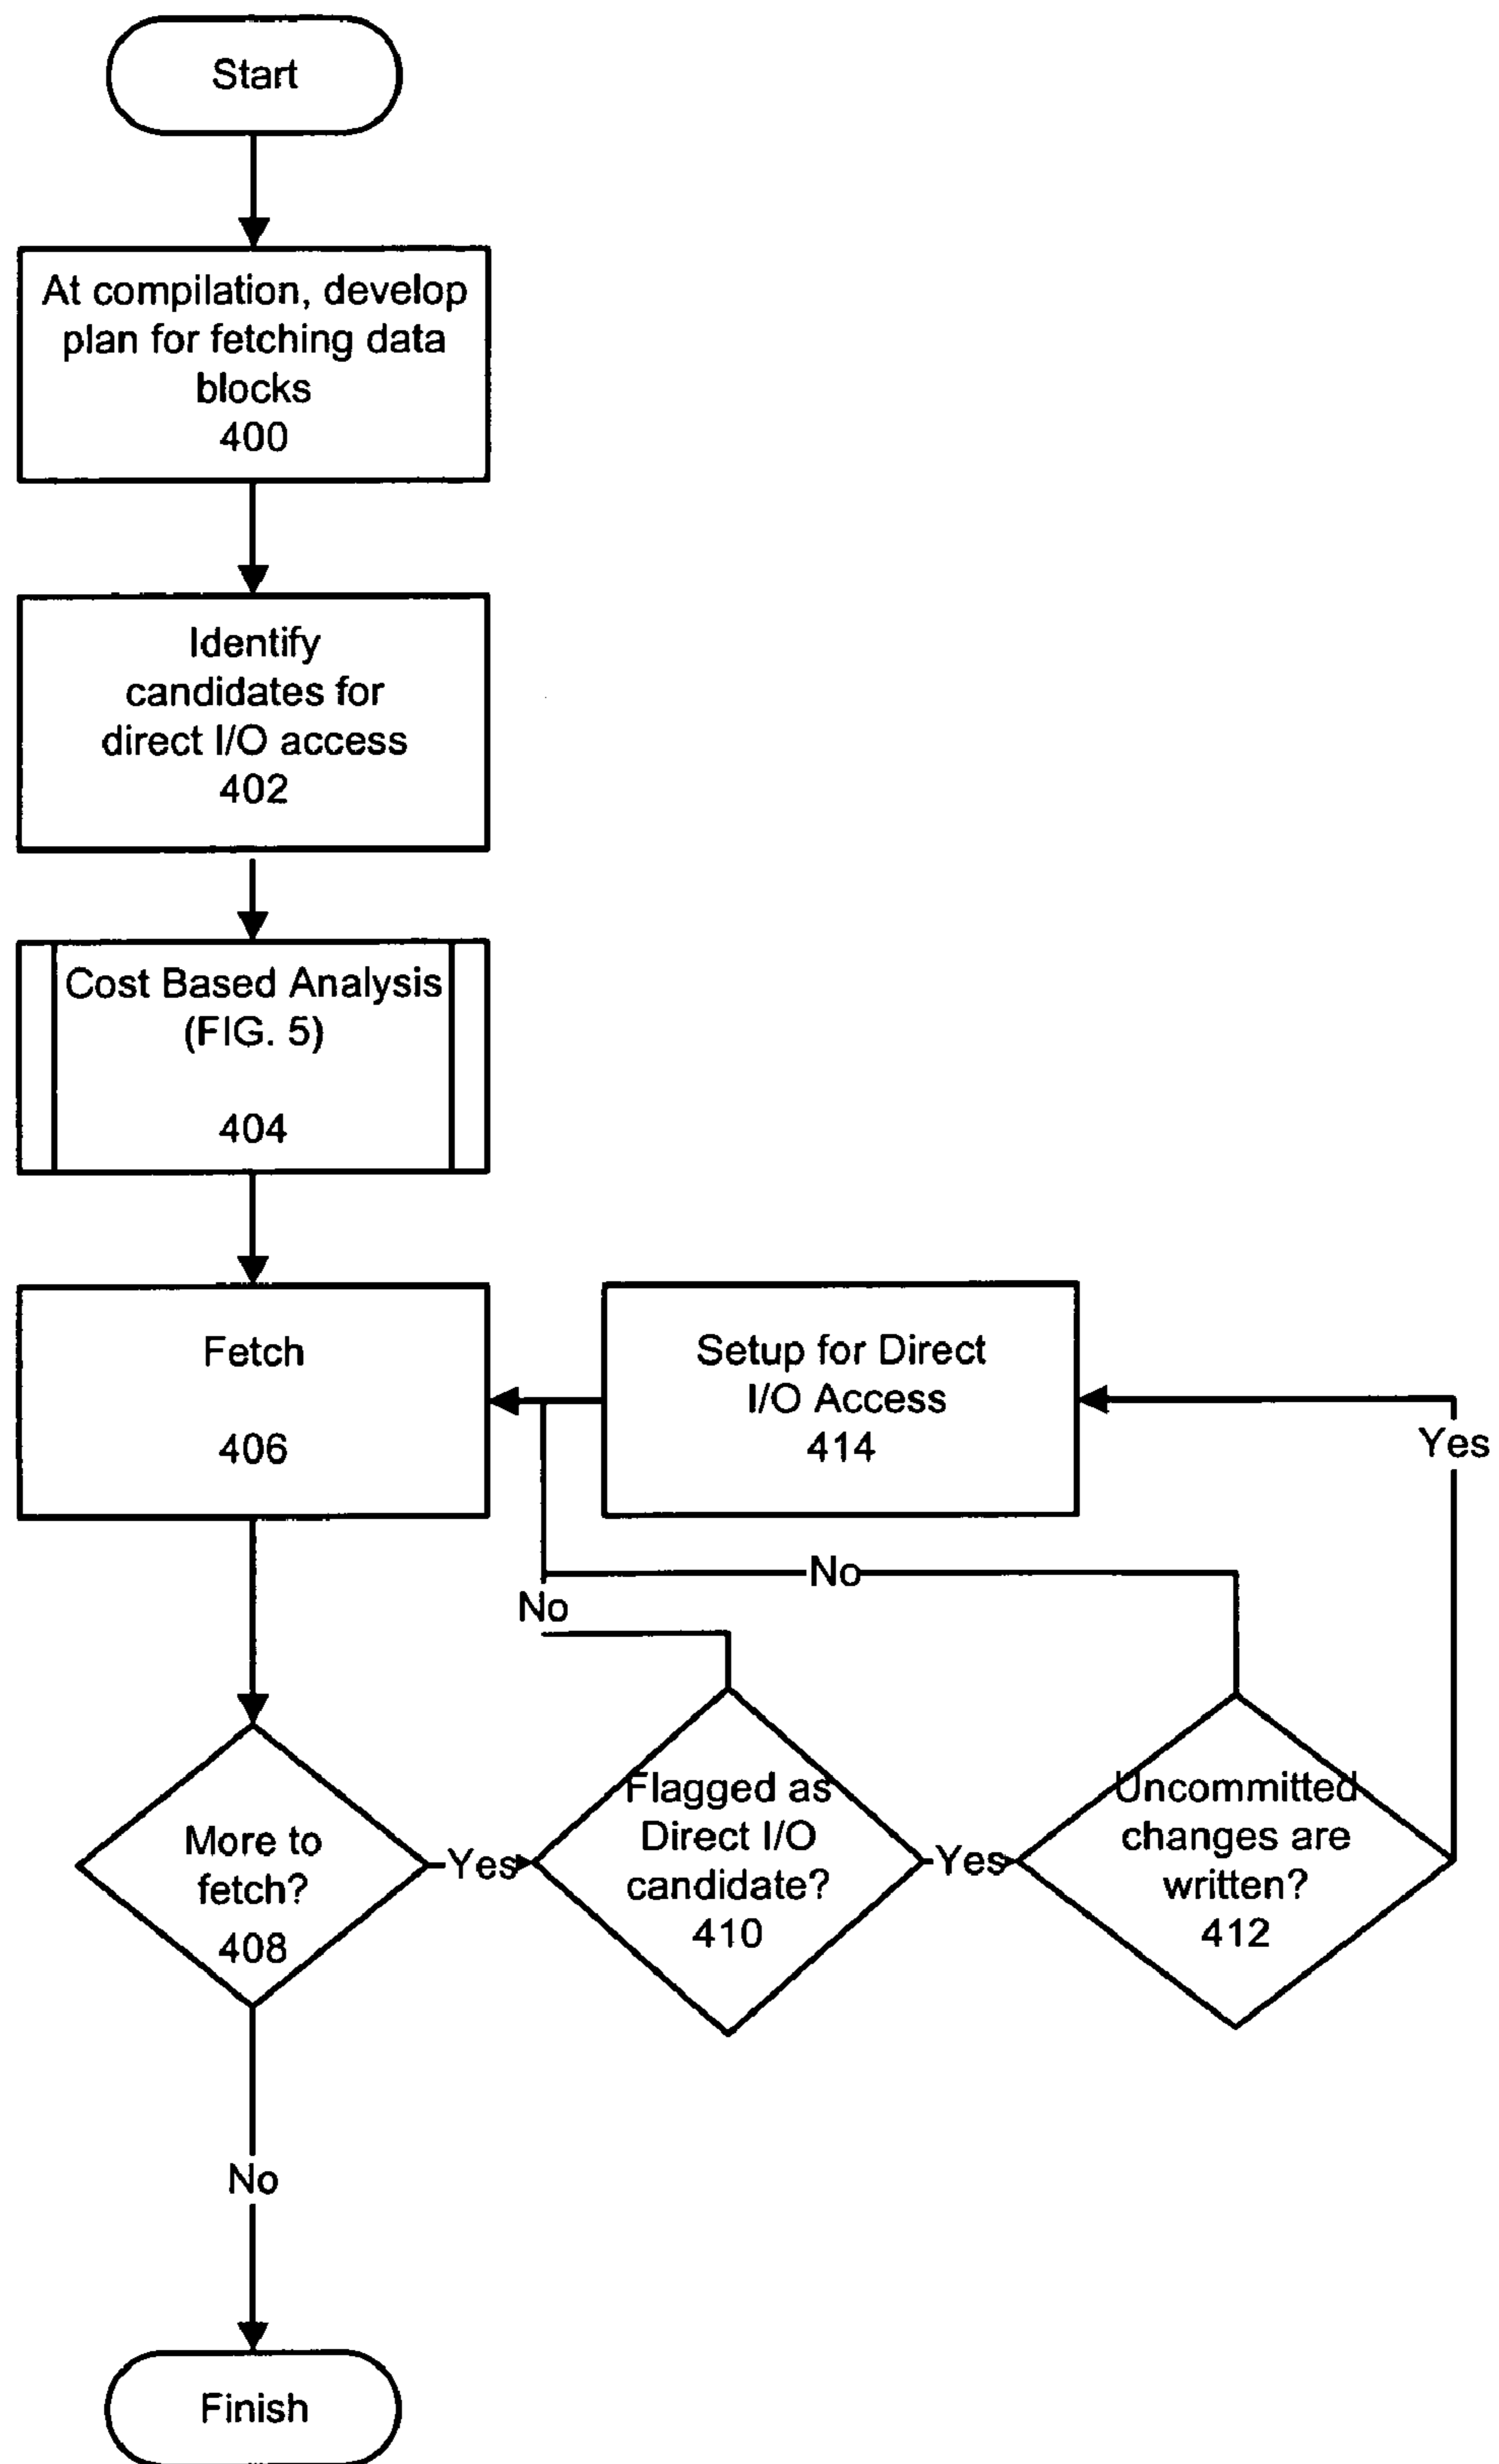 Start
At compilation, develop
plan for fetching data
blocks
400
Identify
candidates for
direct I/O access
402
Cost Based Analysis
(FIG. 5)
404
Fetch
406
Setup for Direct
I/O Access
414
Yes
No
No
More to
fetch?
408
Yes
Flagged as
Direct I/O
candidate?
410
Yes
Uncommitted
changes are
written?
412
No
Finish